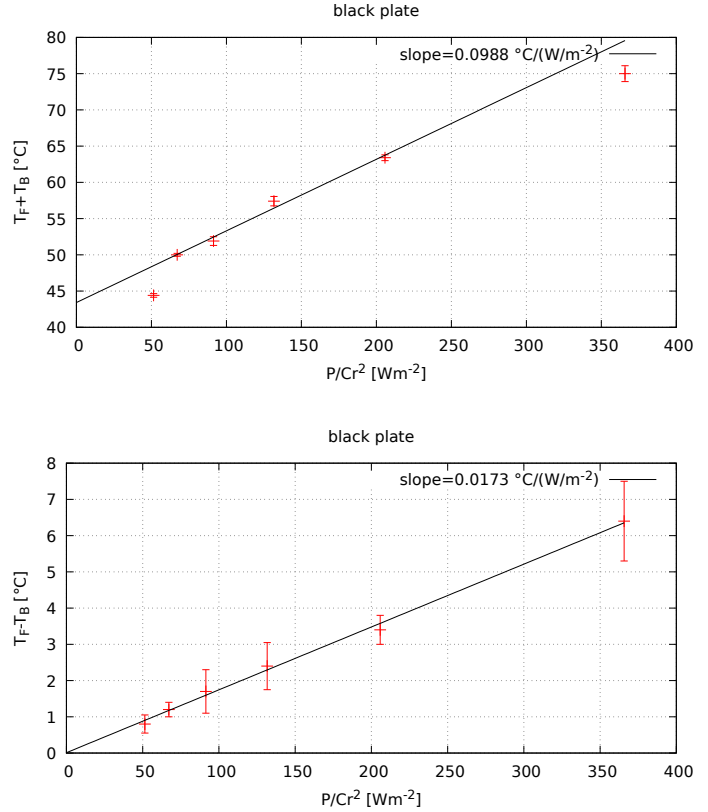 black plate
slope=0.0988 °C/(W/m⁻²)
80
75
70
65
60
55
50
45
40
T_F+T_B [°C]
0 50 100 150 200 250 300 350 400
P/Cr² [Wm⁻²]
black plate
slope=0.0173 °C/(W/m⁻²)
8
7
6
5
4
3
2
1
0
T_F-T_B [°C]
0 50 100 150 200 250 300 350 400
P/Cr² [Wm⁻²]